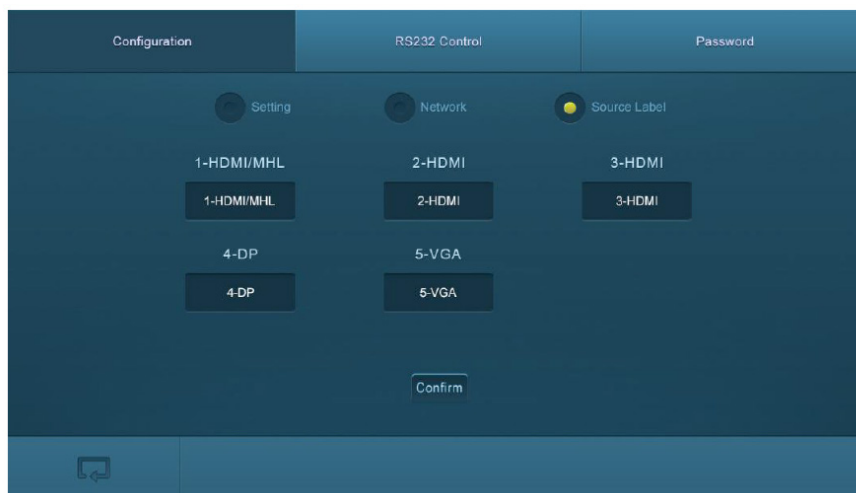 Configuration RS232 Control Password
Setting Network Source Label
1-HDMI/MHL 2-HDMI 3-HDMI
1-HDMI/MHL 2-HDMI 3-HDMI
4-DP 5-VGA
4-DP 5-VGA
Confirm